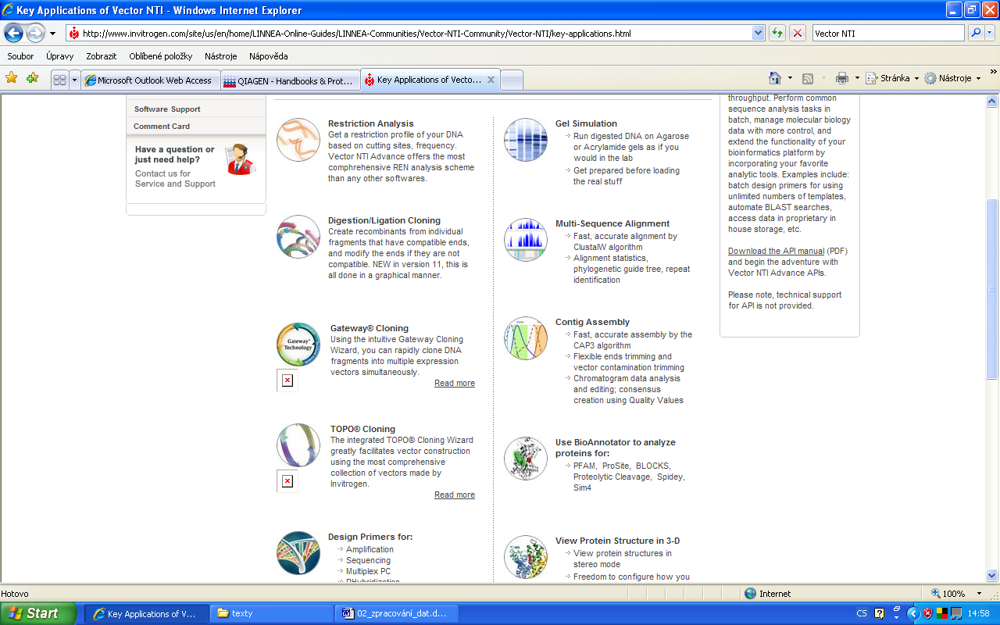 Key Applications of Vector NTI - Windows Internet Explorer
http://www.invitrogen.com/site/us/en/home/LINNEA-Online-Guides/LINNEA-Communities/Vector-NTI-Community/Vector-NTI/key-applications.html
Vector NTI
Soubor Úpravy Zobrazit Oblíbené položky Nástroje Nápověda
Microsoft Outlook Web Access
QIAGEN - Handbooks & Prot...
Key Applications of Vecto...
Stránka
Nástroje
Software Support
Comment Card
Have a question or
just need help?
Contact us for
Service and Support
Restriction Analysis
Get a restriction profile of your DNA
based on cutting sites, frequency.
Vector NTI Advance offers the most
comphrehensive REN analysis scheme
than any other softwares.
Digestion/Ligation Cloning
Create recombinants from individual
fragments that have compatible ends,
and modify the ends if they are not
compatible. NEW in version 11, this is
all done in a graphical manner.
Gateway® Technology
Gateway® Cloning
Using the intuitive Gateway Cloning
Wizard, you can rapidly clone DNA
fragments into multiple expression
vectors simultaneously.
Read more
TOPO® Cloning
The integrated TOPO® Cloning Wizard
greatly facilitates vector construction
using the most comprehensive
collection of vectors made by
Invitrogen.
Read more
Design Primers for:
Amplification
Sequencing
Multiplex PC
RHybridization
Gel Simulation
Run digested DNA on Agarose
or Acrylamide gels as if you
would in the lab
Get prepared before loading
the real stuff
Multi-Sequence Alignment
Fast, accurate alignment by
ClustalW algorithm
Alignment statistics,
phylogenetic guide tree, repeat
identification
Contig Assembly
Fast, accurate assembly by the
CAP3 algorithm
Flexible ends trimming and
vector contamination trimming
Chromatogram data analysis
and editing; consensus
creation using Quality Values
Use BioAnnotator to analyze
proteins for:
PFAM, ProSite, BLOCKS,
Proteolytic Cleavage, Spidey,
Sim4
View Protein Structure in 3-D
View protein structures in
stereo mode
Freedom to configure how you
throughput. Perform common
sequence analysis tasks in
batch, manage molecular biology
data with more control, and
extend the functionality of your
bioinformatics platform by
incorporating your favorite
analytic tools. Examples include:
batch design primers for using
unlimited numbers of templates,
automate BLAST searches,
access data in proprietary in
house storage, etc.
Download the API manual (PDF)
and begin the adventure with
Vector NTI Advance APIs.
Please note, technical support
for API is not provided.
Hotovo
Internet
100%
Start
Key Applications of V...
texty
02_zpracování_dat.d...
CS
14:58